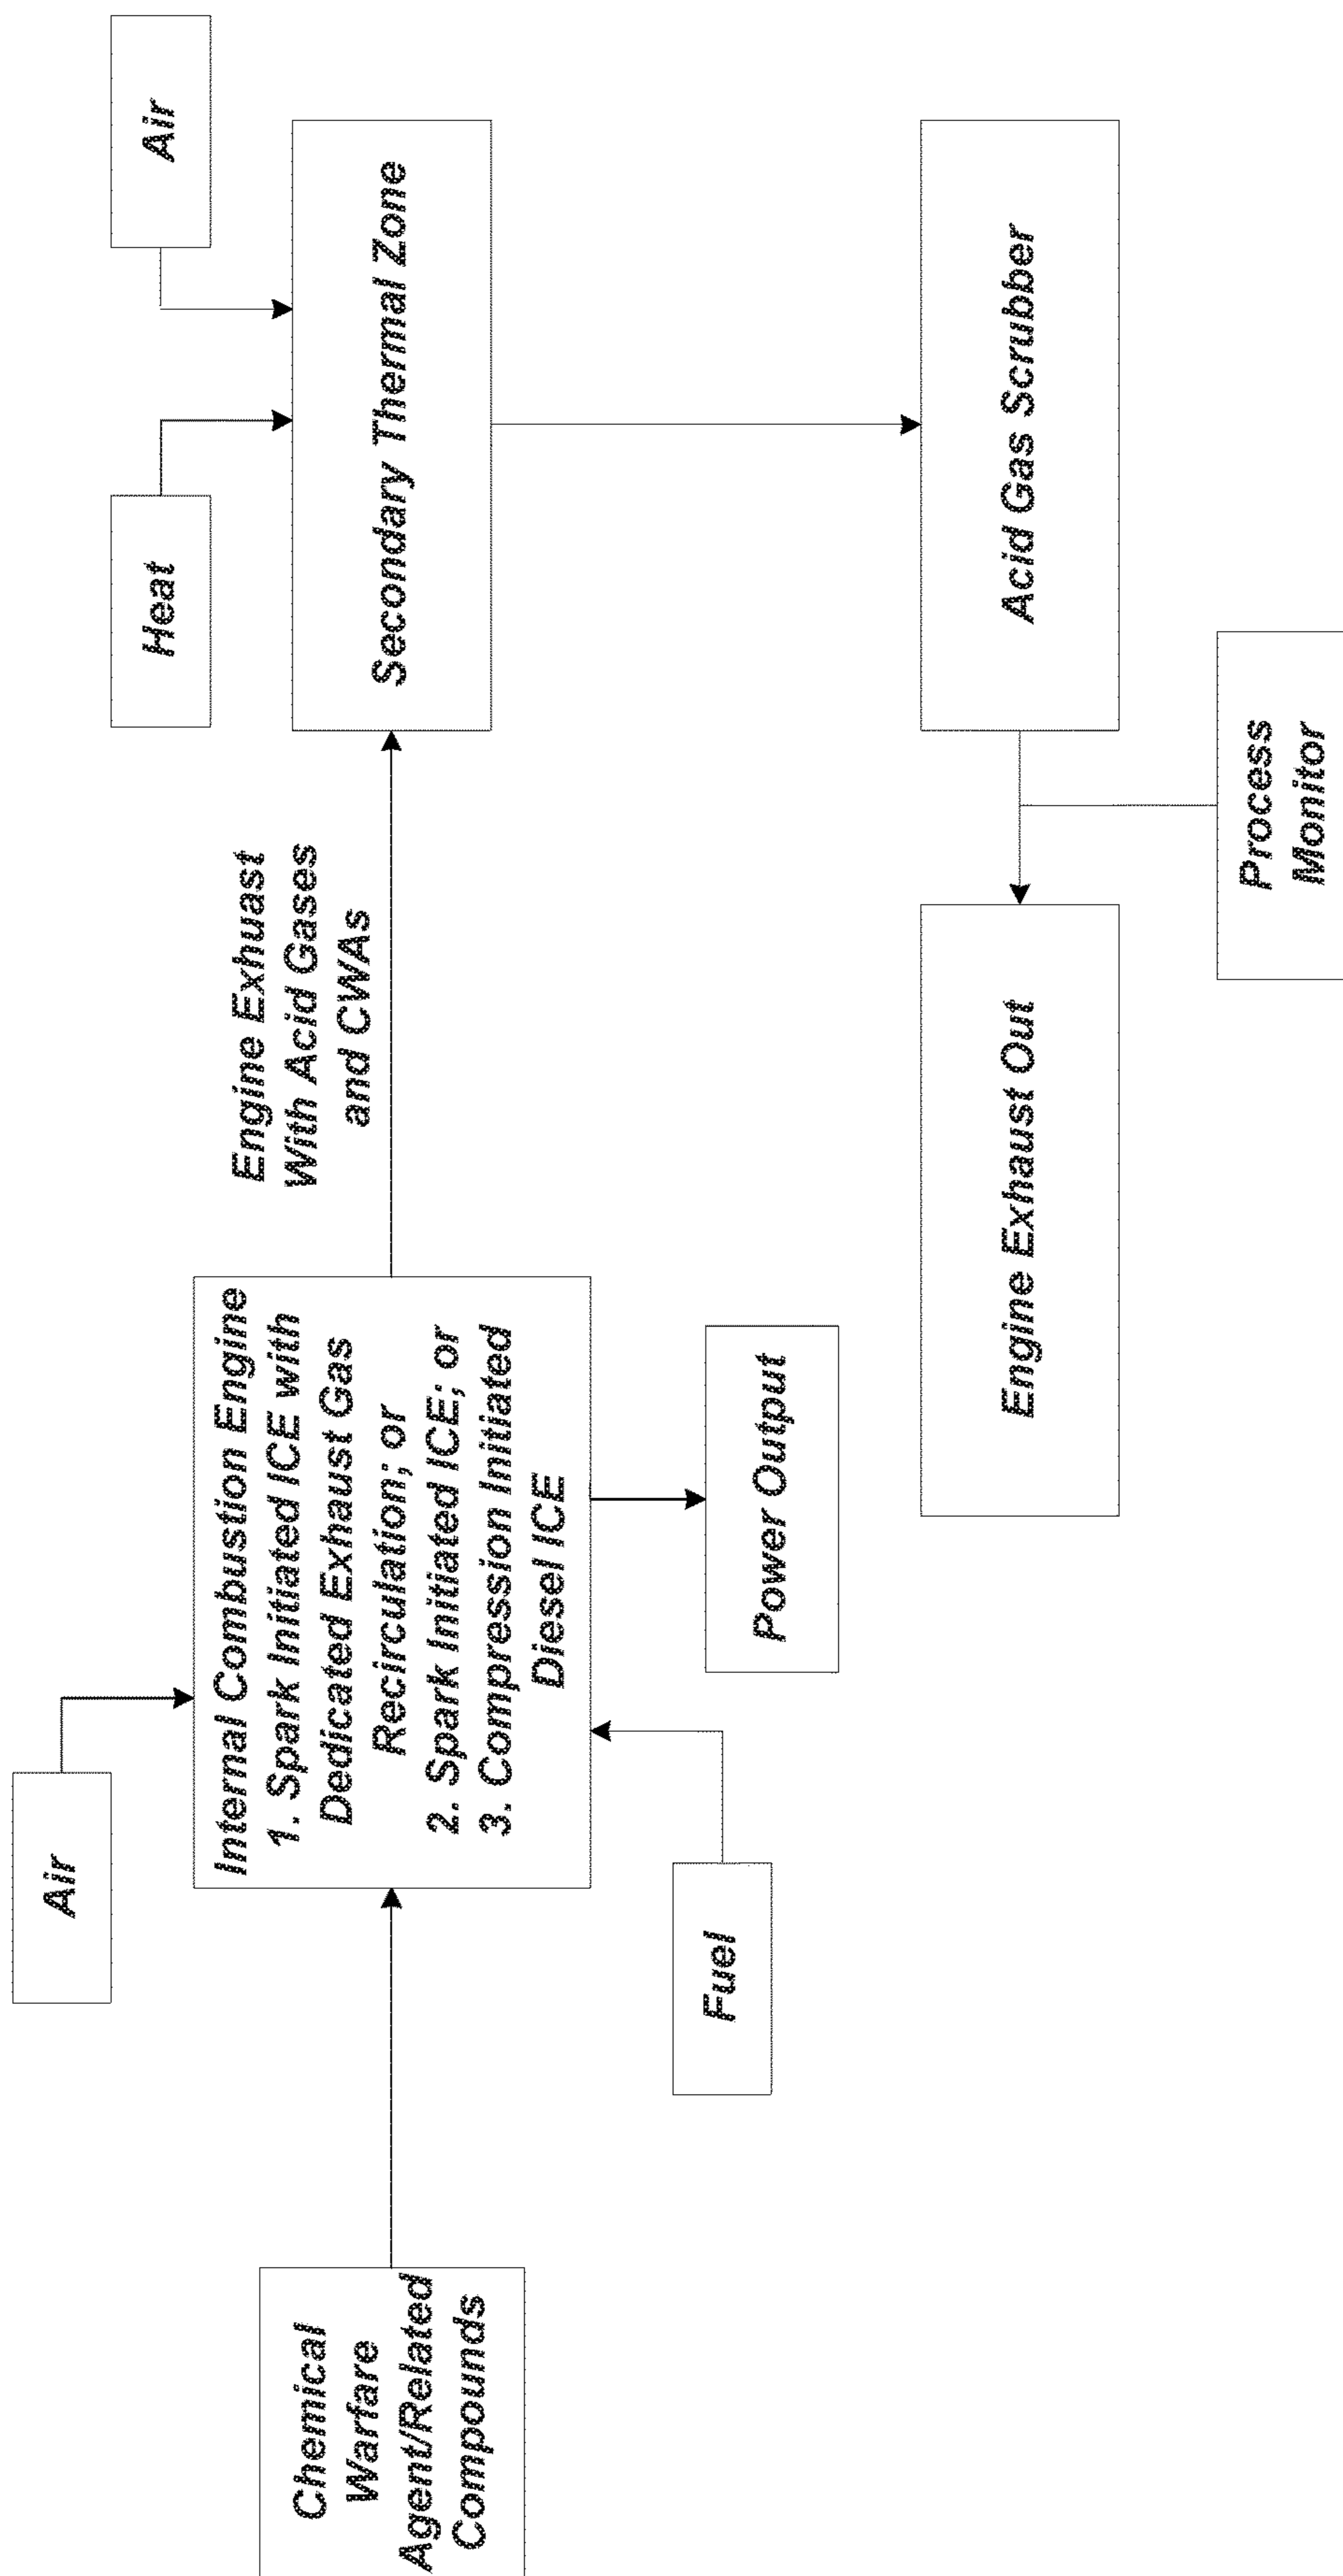 Air
Heat
Air
Chemical
Warfare
Agent/Related
Compounds
Internal Combustion Engine
1. Spark Initiated ICE with
Dedicated Exhaust Gas
Recirculation; or
2. Spark Initiated ICE; or
3. Compression Initiated
Diesel ICE
Engine Exhuast
With Acid Gases
and CWAs
Secondary Thermal Zone
Fuel
Power Output
Engine Exhaust Out
Acid Gas Scrubber
Process
Monitor